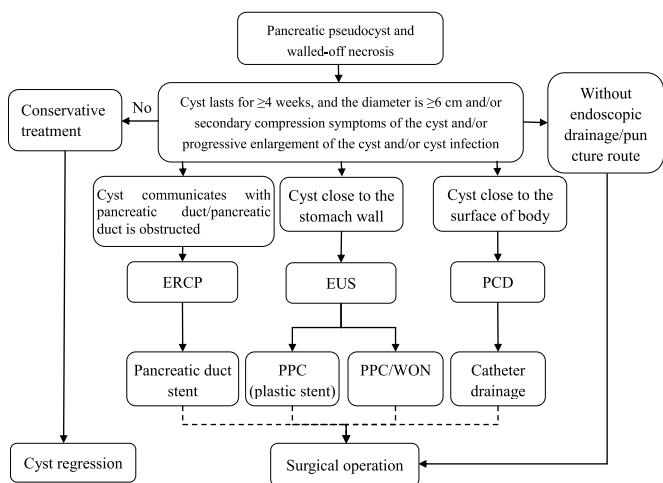 Pancreatic pseudocyst and
walled-off necrosis
Conservative
treatment
No
Cyst lasts for ≥4 weeks, and the diameter is ≥6 cm and/or
secondary compression symptoms of the cyst and/or
progressive enlargement of the cyst and/or cyst infection
Without
endoscopic
drainage/pun
cture route
Cyst communicates with
pancreatic duct/pancreatic
duct is obstructed
Cyst close to the
stomach wall
Cyst close to the
surface of body
ERCP
EUS
PCD
Pancreatic duct
stent
PPC
(plastic stent)
PPC/WON
Catheter
drainage
Cyst regression
Surgical operation